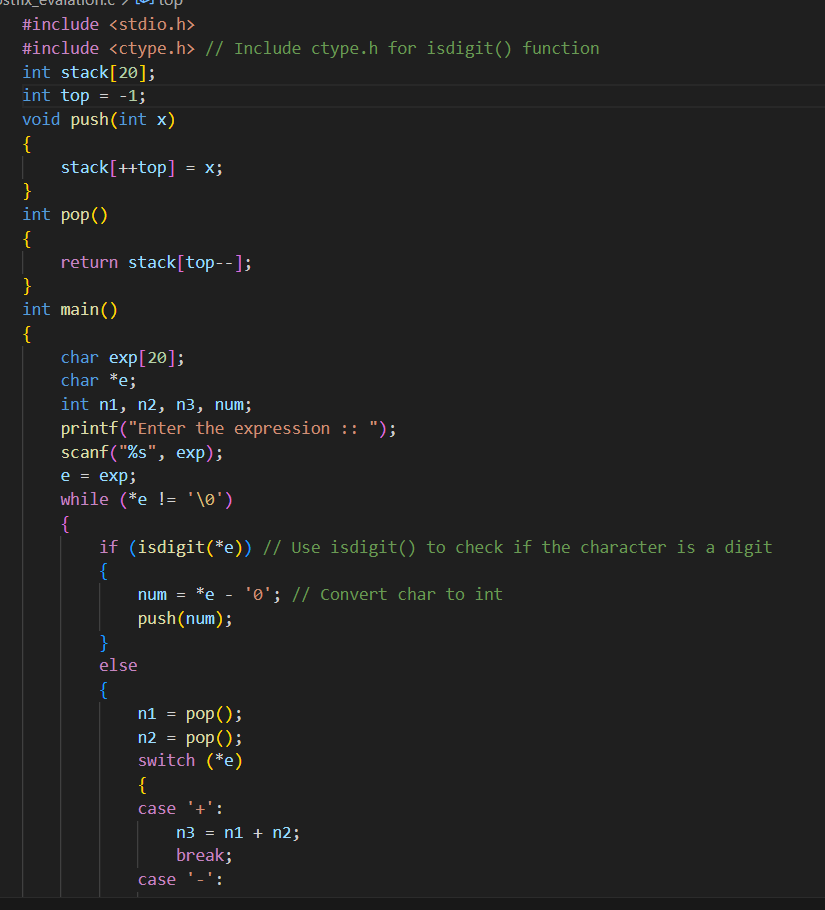 postfix_evalation.c > top
#include <stdio.h>
#include <ctype.h> // Include ctype.h for isdigit() function
int stack[20];
int top = -1;
void push(int x)
{
    stack[++top] = x;
}
int pop()
{
    return stack[top--];
}
int main()
{
    char exp[20];
    char *e;
    int n1, n2, n3, num;
    printf("Enter the expression :: ");
    scanf("%s", exp);
    e = exp;
    while (*e != '\0')
    {
        if (isdigit(*e)) // Use isdigit() to check if the character is a digit
        {
            num = *e - '0'; // Convert char to int
            push(num);
        }
        else
        {
            n1 = pop();
            n2 = pop();
            switch (*e)
            {
            case '+':
                n3 = n1 + n2;
                break;
            case '-':